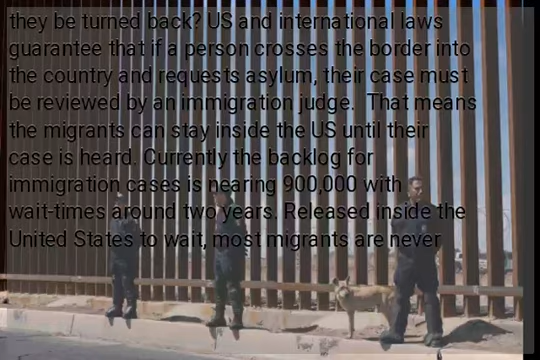 they be turned back? US and international laws
guarantee that if a person crosses the border into
the country and requests asylum, their case must
be reviewed by an immigration judge. That means
the migrants can stay inside the US until their
case is heard. Currently the backlog for
immigration cases is nearing 900,000 with
wait-times around two years. Released inside the
United States to wait, most migrants are never